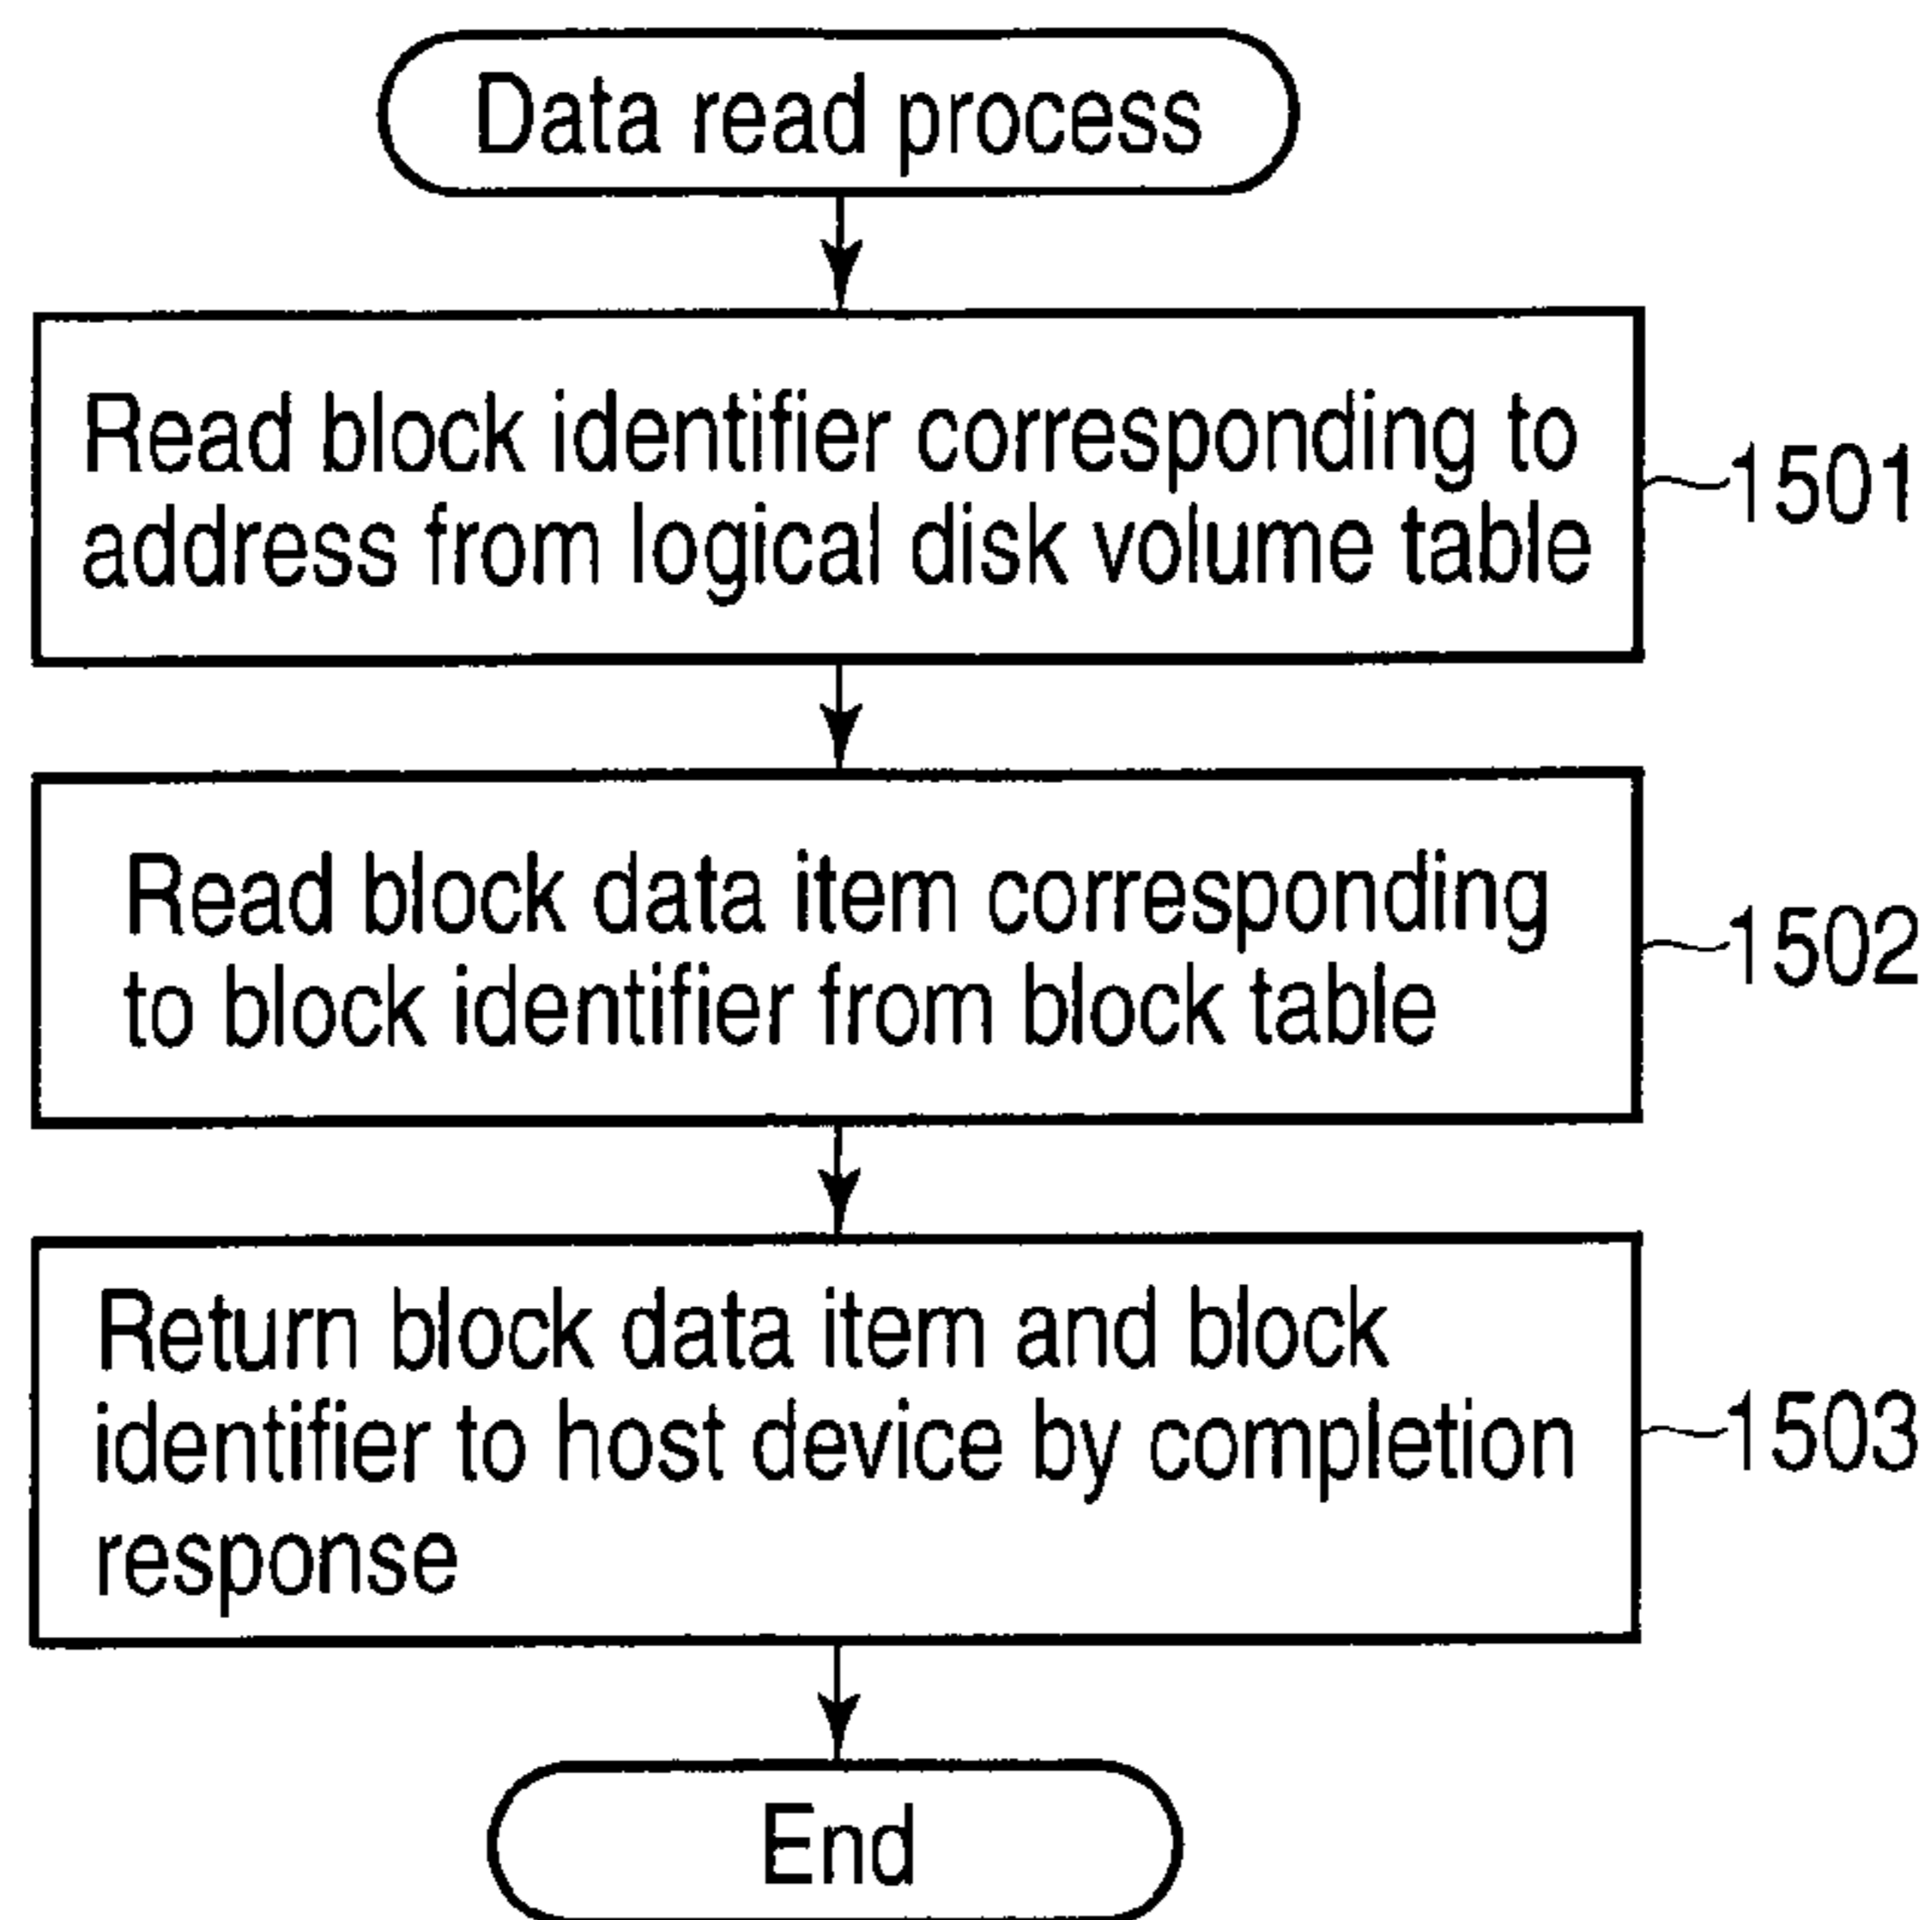 Data read process
Read block identifier corresponding to
address from logical disk volume table
1501
Read block data item corresponding
to block identifier from block table
1502
Return block data item and block
identifier to host device by completion
response
1503
End